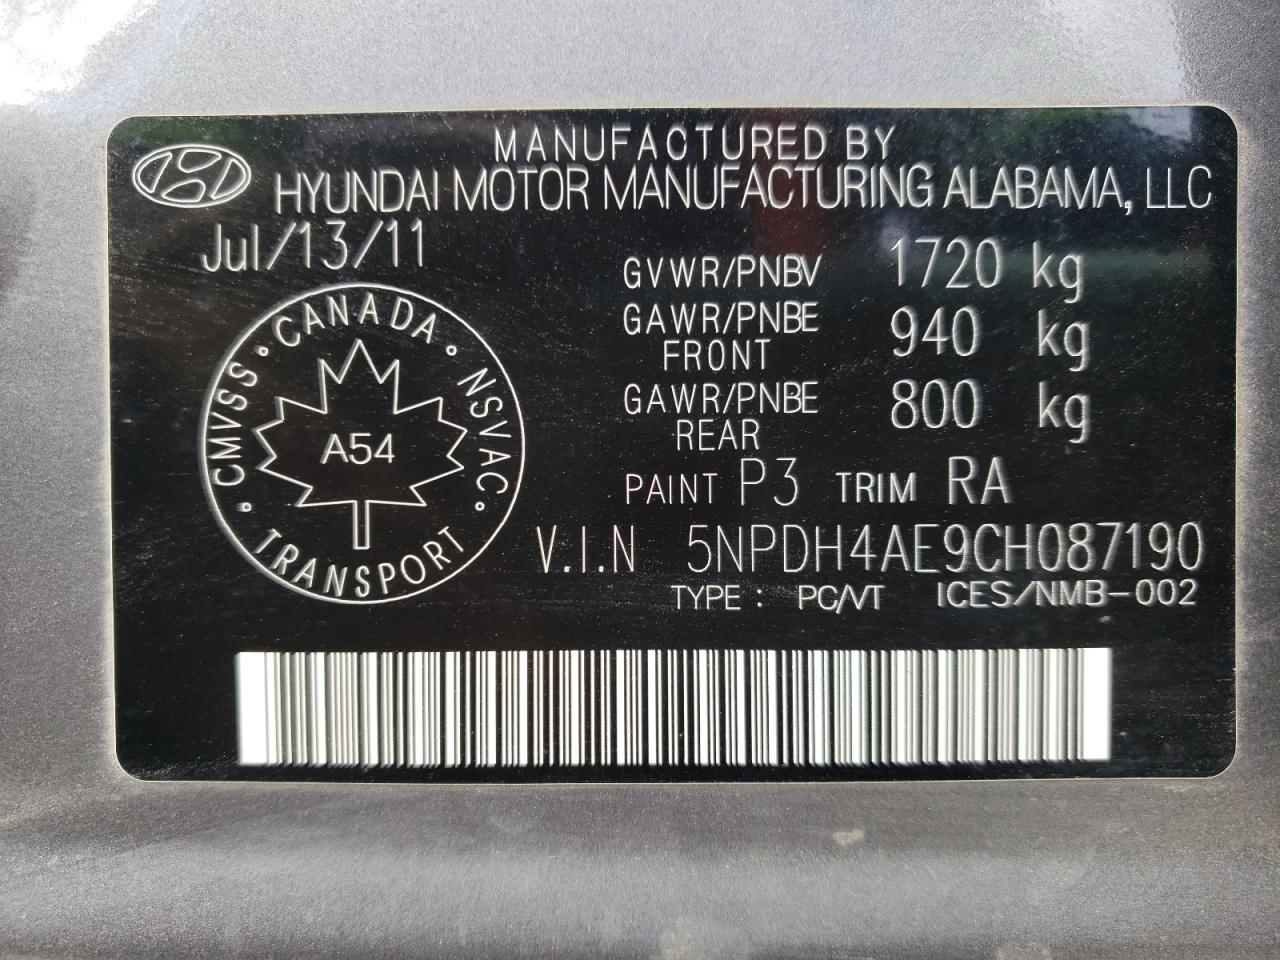 MANUFACTURED BY
HYUNDAI MOTOR MANUFACTURING ALABAMA, LLC
Jul/13/11
GVWR/PNBV 1720 kg
GAWR/PNBE FRONT 940 kg
GAWR/PNBE REAR 800 kg
PAINT P3 TRIM RA
V.I.N 5NPDH4AE9CH087190
TYPE : PC/VT ICES/NMB-002
CANADA · NSVAC · TRANSPORT · CMVSS ·
A54